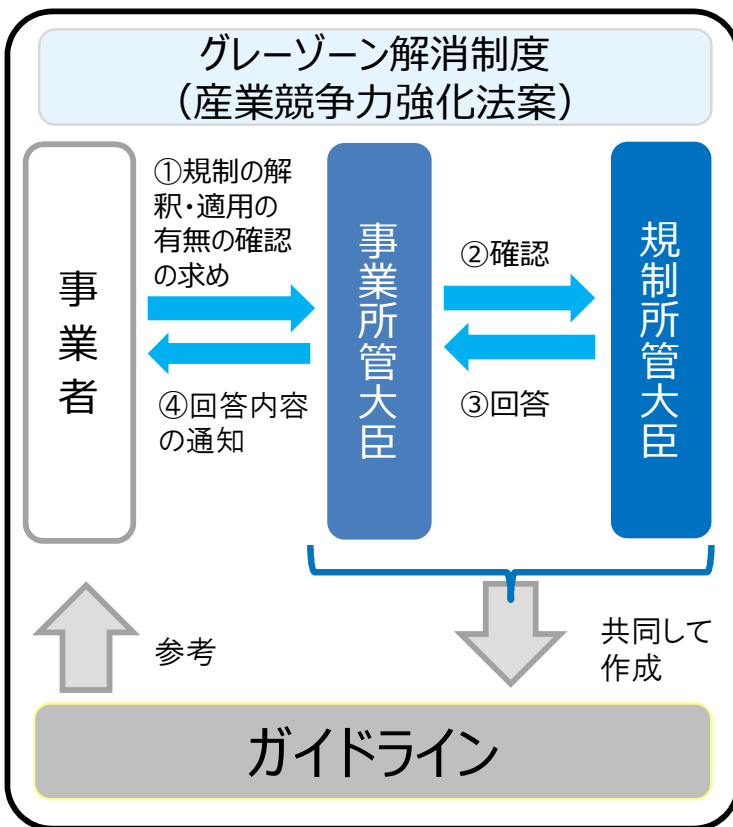 グレーゾーン解消制度
（産業競争力強化法案）
事業者
①規制の解
釈・適用の
有無の確認
の求め
④回答内容
の通知
事業所管大臣
②確認
③回答
規制所管大臣
参考
共同して
作成
ガイドライン